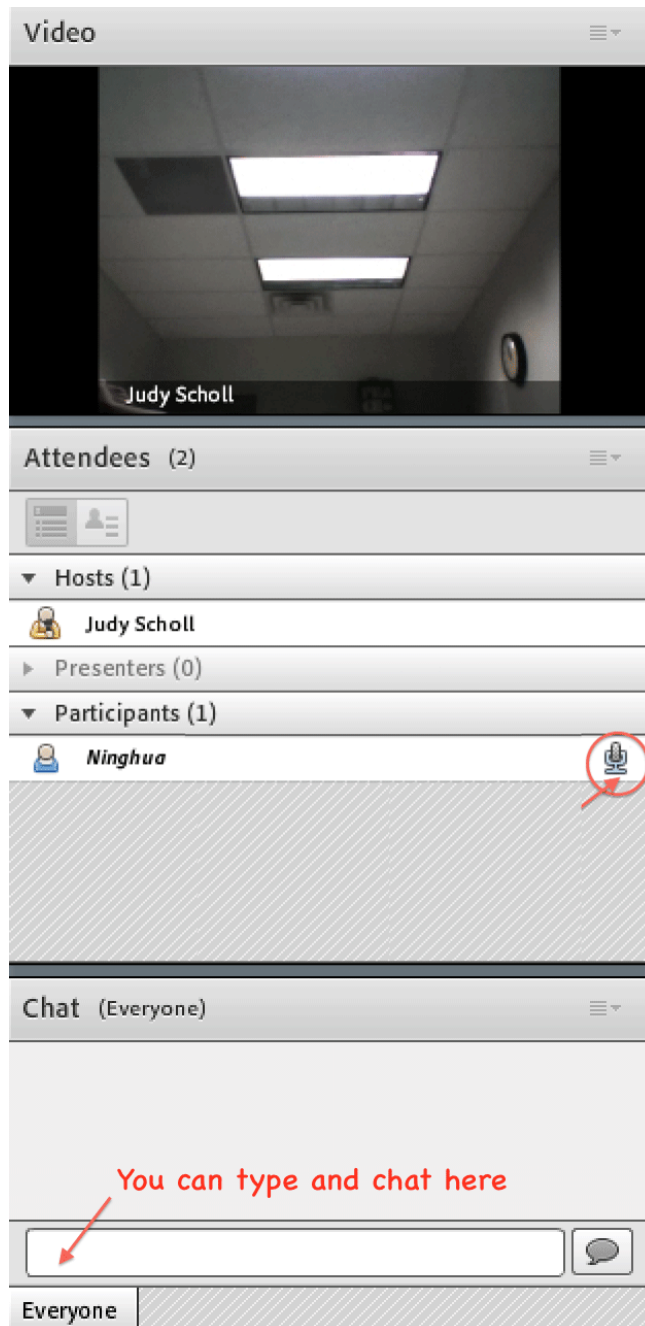 Video
Judy Scholl
Attendees (2)
Hosts (1)
Judy Scholl
Presenters (0)
Participants (1)
Ninghua
Chat (Everyone)
You can type and chat here
Everyone